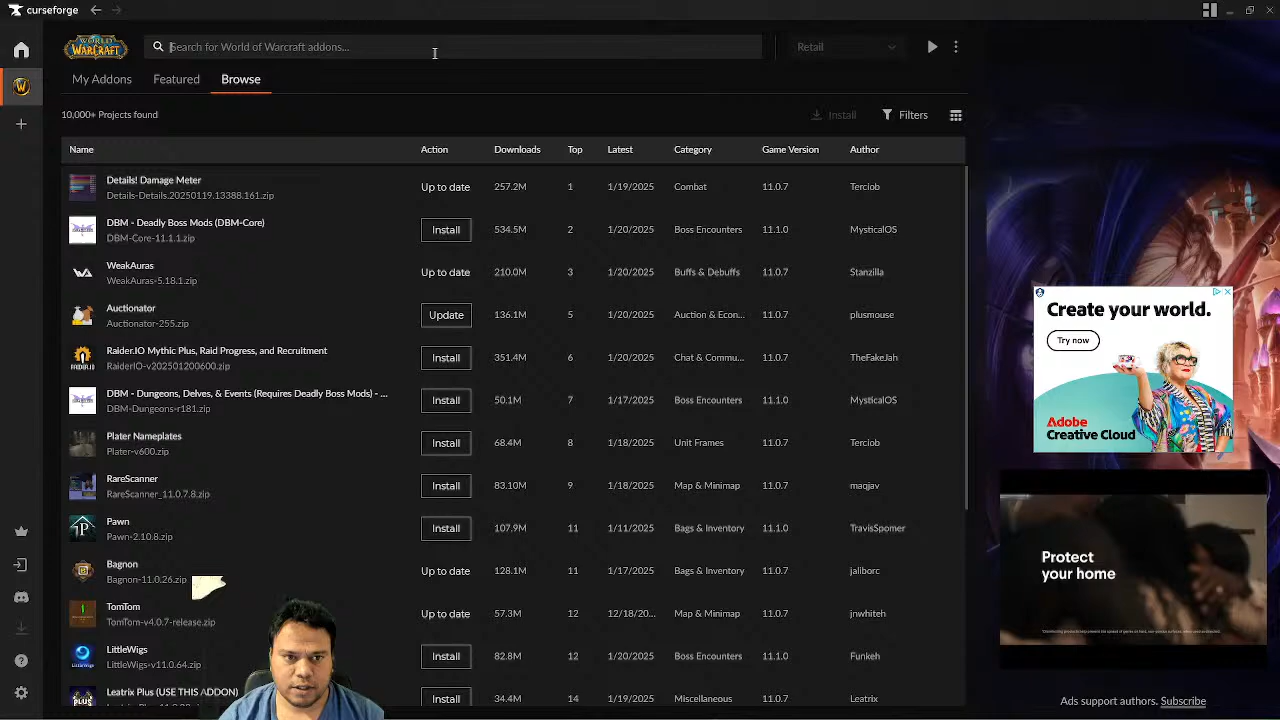 curseforge
WORLD WARCRAFT
Search for World of Warcraft addons...
Retail
My Addons
Featured
Browse
10,000+ Projects found
Install
Filters
Name
Action
Downloads
Top
Latest
Category
Game Version
Author
Details! Damage Meter
Details-Details.20250119.13388.161.zip
Up to date
257.2M
1
1/19/2025
Combat
11.0.7
Terciob
DBM - Deadly Boss Mods (DBM-Core)
DBM-Core-11.1.1.zip
Install
534.5M
2
1/20/2025
Boss Encounters
11.1.0
MysticalOS
WeakAuras
WeakAuras-5.18.1.zip
Up to date
210.0M
3
1/20/2025
Buffs & Debuffs
11.0.7
Stanzilla
Auctionator
Auctionator-255.zip
Update
136.1M
5
1/20/2025
Auction & Econ...
11.0.7
plusmouse
Raider.IO Mythic Plus, Raid Progress, and Recruitment
RaiderIO-v202501200600.zip
Install
351.4M
6
1/20/2025
Chat & Commu...
11.0.7
TheFakeJah
DBM - Dungeons, Delves, & Events (Requires Deadly Boss Mods) - ...
DBM-Dungeons-r181.zip
Install
50.1M
7
1/17/2025
Boss Encounters
11.1.0
MysticalOS
Plater Nameplates
Plater-v600.zip
Install
68.4M
8
1/18/2025
Unit Frames
11.0.7
Terciob
RareScanner
RareScanner_11.0.7.8.zip
Install
83.10M
9
1/18/2025
Map & Minimap
11.0.7
maqjav
Pawn
Pawn-2.10.8.zip
Install
107.9M
11
1/11/2025
Bags & Inventory
11.1.0
TravisSpomer
Bagnon
Bagnon-11.0.26.zip
Up to date
128.1M
11
1/17/2025
Bags & Inventory
11.0.7
jaliborc
TomTom
TomTom-v4.0.7-release.zip
Up to date
57.3M
12
12/18/20...
Map & Minimap
11.0.7
jnwhiteh
LittleWigs
LittleWigs-v11.0.64.zip
Install
82.8M
12
1/20/2025
Boss Encounters
11.0.7
Funkeh
Leatrix Plus (USE THIS ADDON)
Install
34.4M
14
1/19/2025
Miscellaneous
11.0.7
Leatrix
Create your world.
Try now
Adobe
Creative Cloud
Protect
your home
Ads support authors. Subscribe